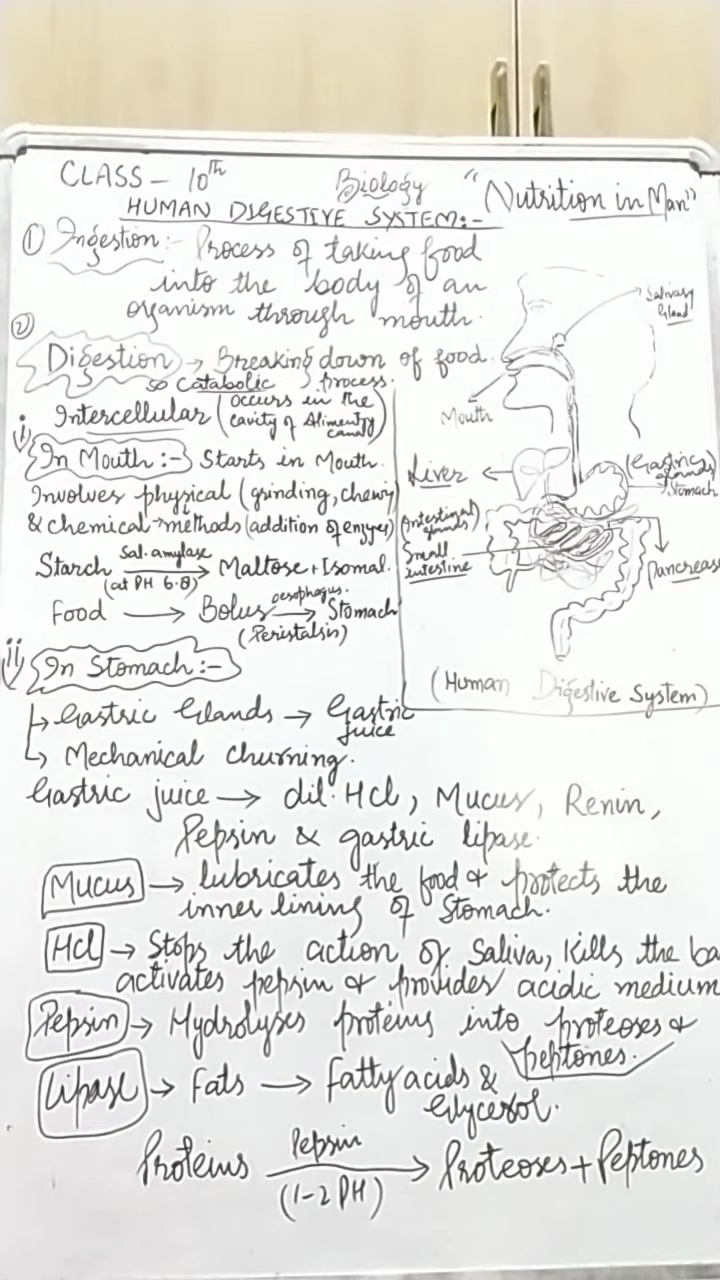 CLASS - 10th Biology "Nutrition in Man"
HUMAN DIGESTIVE SYSTEM:-
① Ingestion:- Process of taking food
into the body of an
organism through mouth.
②
Digestion → Breaking down of food.
so Catabolic process.
Intercellular (occurs in the
cavity of Alimentary
canal)
i
In Mouth:- Starts in Mouth.
Involves physical (grinding, chewing)
& chemical → methods (addition of enzymes)
Starch Sal. amylase → Maltose + Isomal.
(at PH 6.8)
Food → Bolus oesophagus. → Stomach
(Peristalsis)
Salivary
Gland
Mouth
Liver
(Gastric
glands)
Stomach
(Intestinal
glands)
Small
intestine
Pancreas
(Human Digestive System)
ii
In Stomach:-
↳ Gastric Glands → Gastric
juice
↳ Mechanical churning.
Gastric juice → dil. Hcl, Mucus, Renin,
Pepsin & gastric lipase.
Mucus → lubricates the food & protects the
inner lining of Stomach.
Hcl → Stops the action of Saliva, Kills the ba
activates pepsin & provides acidic medium
Pepsin → Hydrolyses proteins into proteoses &
peptones.
Lipase → Fats → Fatty acids &
Glycerol.
Proteins Pepsin → Proteoses + Peptones
(1-2 PH)